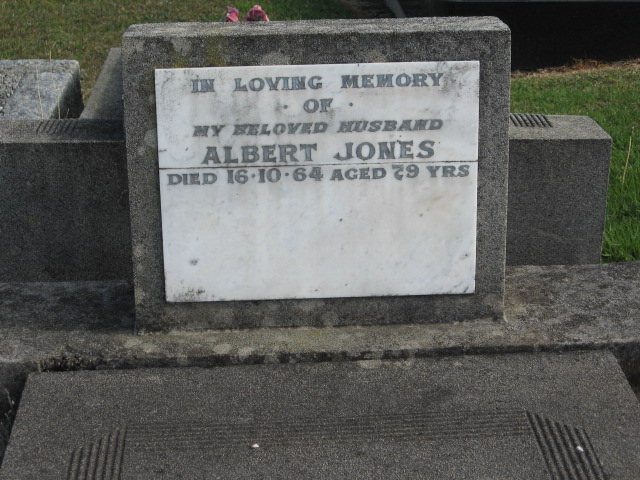 IN LOVING MEMORY
· OF ·
MY BELOVED HUSBAND
ALBERT JONES
DIED 16·10·64 AGED 79 YRS